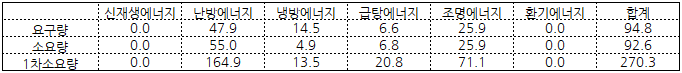 신재생에너지 난방에너지 냉방에너지 급탕에너지 조명에너지 환기에너지 합계
요구량 0.0 47.9 14.5 6.6 25.9 0.0 94.8
소요량 0.0 55.0 4.9 6.8 25.9 0.0 92.6
1차소요량 0.0 164.9 13.5 20.8 71.1 0.0 270.3